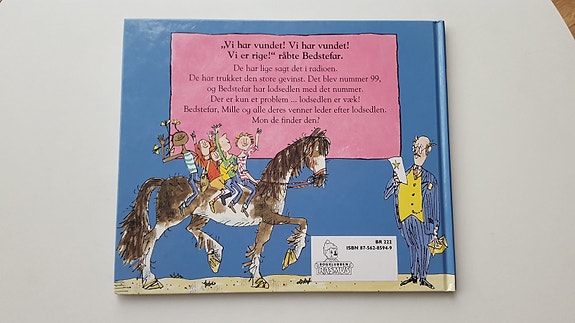 „Vi har vundet! Vi har vundet!
Vi er rige!“ råbte Bedstefar.
De har lige sagt det i radioen.
De har trukket den store gevinst. Det blev nummer 99,
og Bedstefar har lodsedlen med det nummer.
Der er kun et problem ... lodsedlen er væk!
Bedstefar, Mille og alle deres venner leder efter lodsedlen.
Mon de finder den?
BR 222
ISBN 87-562-8594-9
BOGKLUBBEN
RASMUS